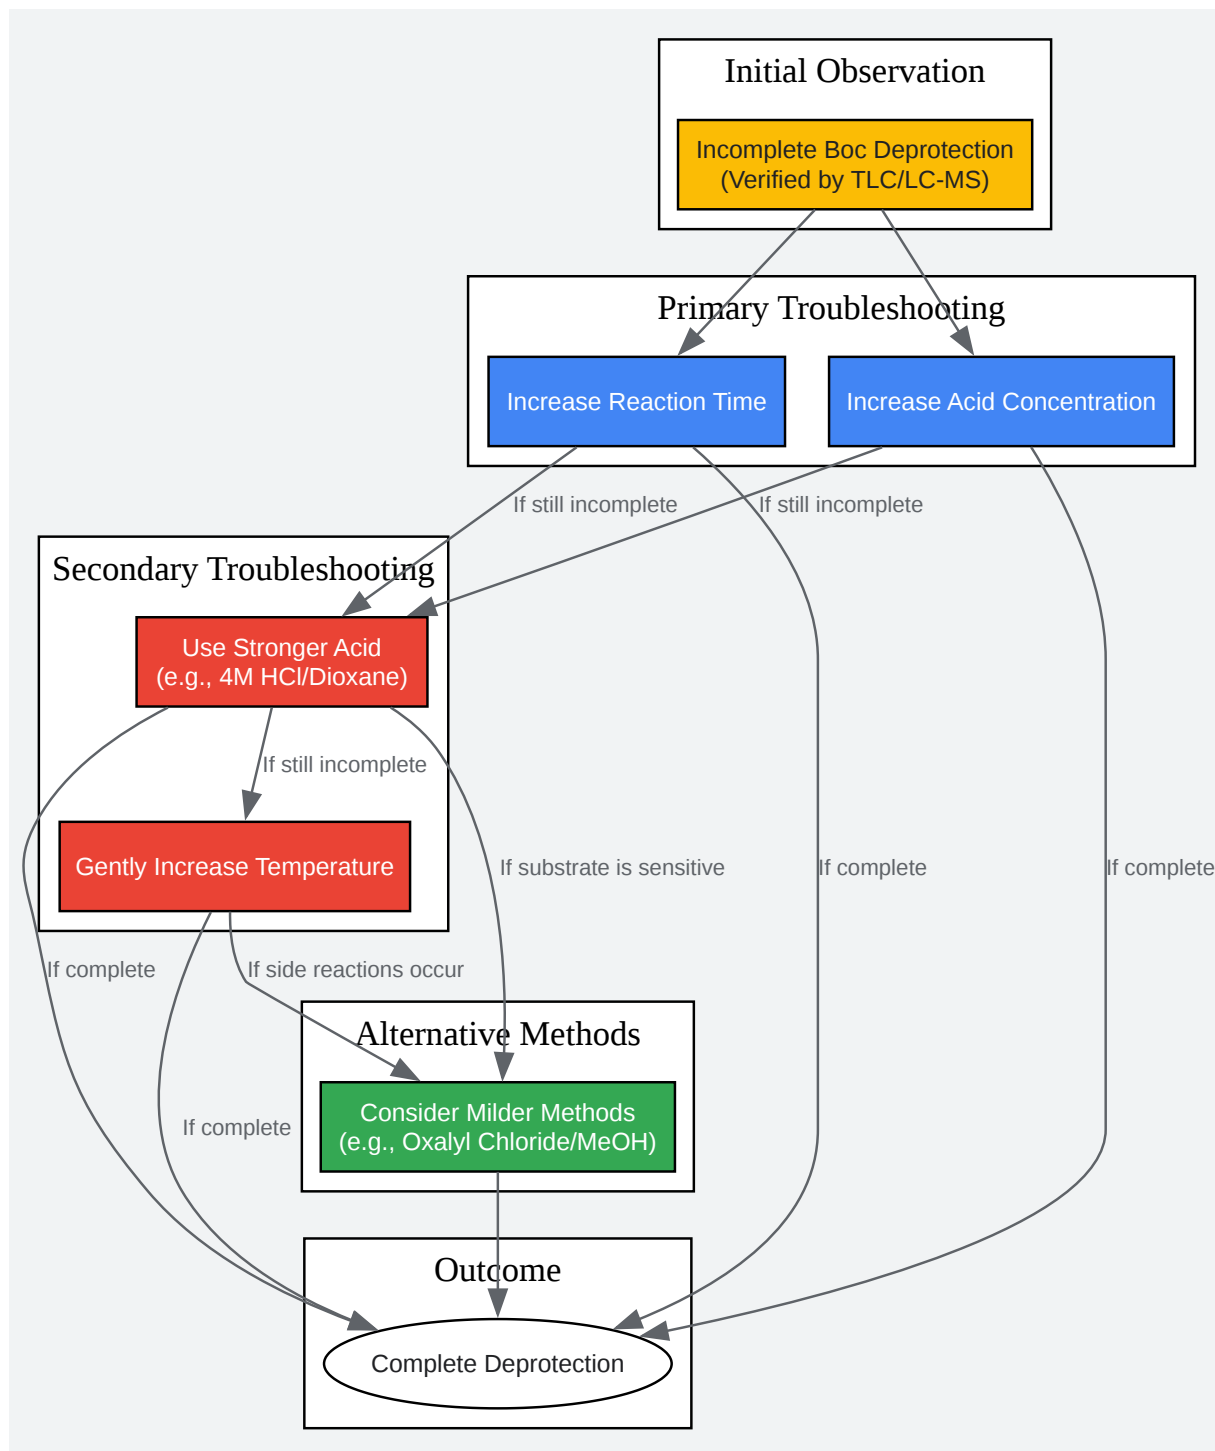 Initial Observation
Incomplete Boc Deprotection
(Verified by TLC/LC-MS)
Primary Troubleshooting
Increase Reaction Time
Increase Acid Concentration
If still incomplete
If still incomplete
Secondary Troubleshooting
Use Stronger Acid
(e.g., 4M HCl/Dioxane)
If still incomplete
Gently Increase Temperature
If substrate is sensitive
If complete
If complete
If complete
If side reactions occur
Alternative Methods
Consider Milder Methods
(e.g., Oxalyl Chloride/MeOH)
If complete
Outcome
Complete Deprotection